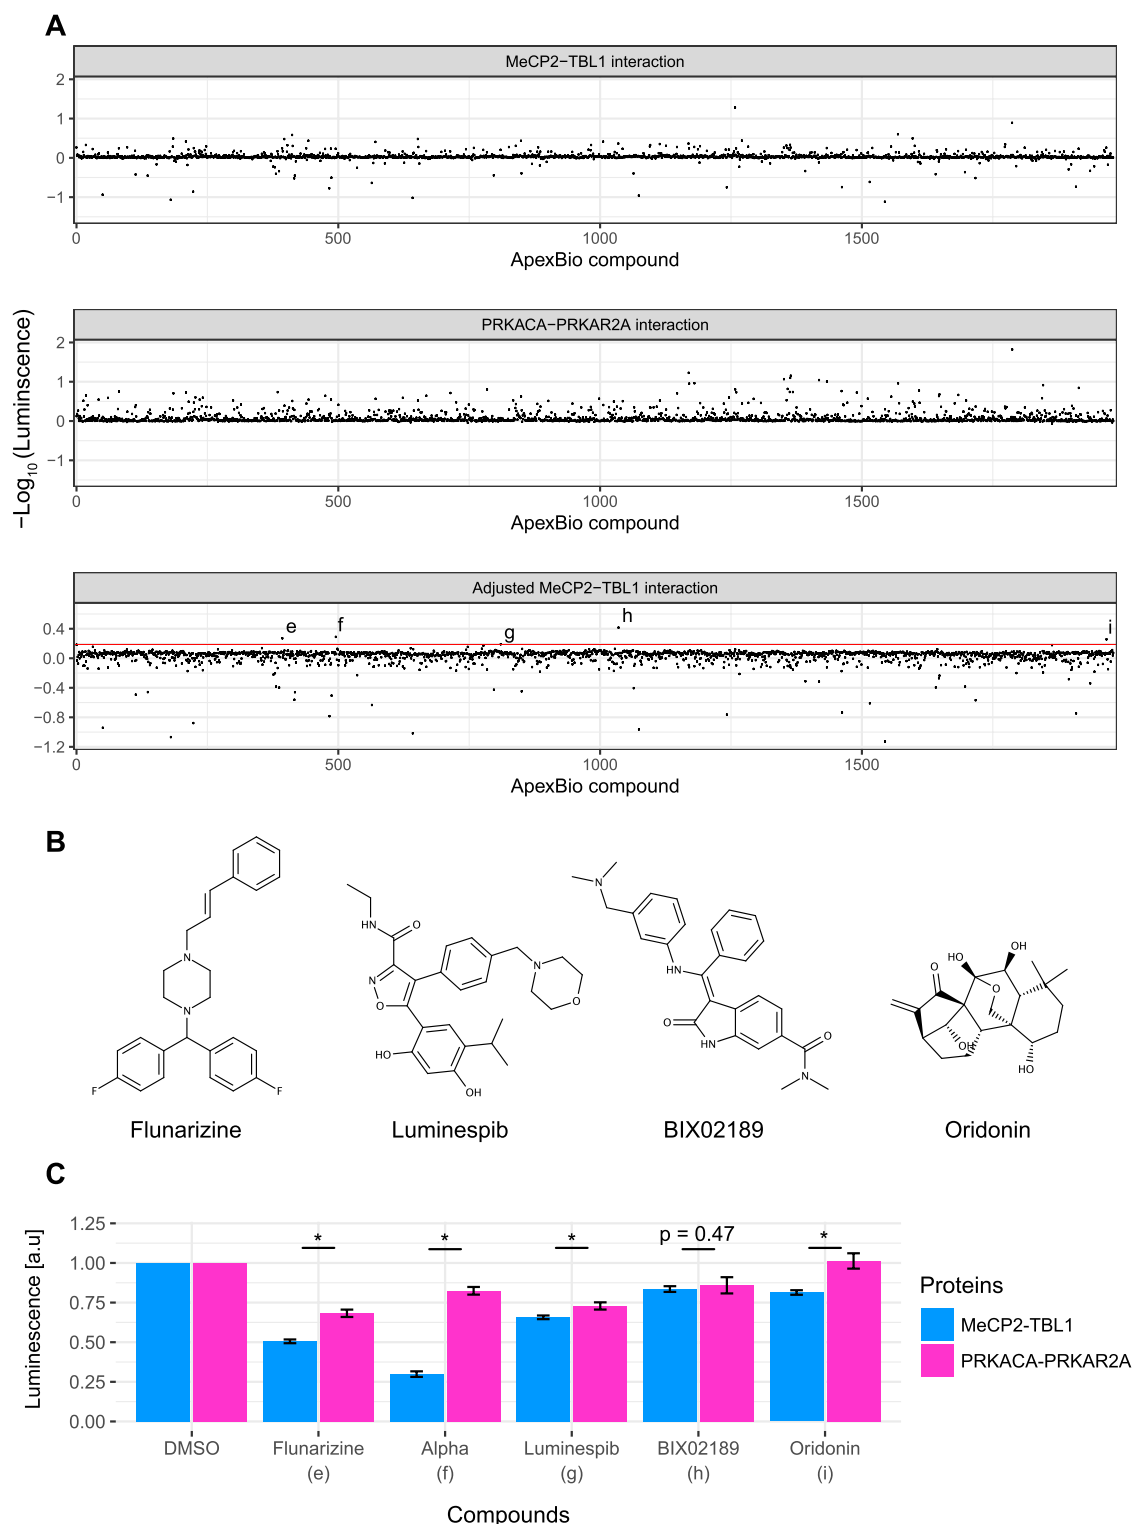 A
MeCP2−TBL1 interaction
2
1
0
−1
0 500 1000 1500
ApexBio compound
−Log10(Luminscence)
PRKACA−PRKAR2A interaction
2
1
0
−1
0 500 1000 1500
ApexBio compound
Adjusted MeCP2−TBL1 interaction
e f g h i
0.4
0.0
−0.4
−0.8
−1.2
0 500 1000 1500
ApexBio compound
B
N
N
F F
HN O
N
O
N
O
HO
OH
N
NH
O
NH
O
N
O
HO
OH
O
OH
HO
Flunarizine Luminespib BIX02189 Oridonin
C
Luminescence [a.u]
1.25
1.00
0.75
0.50
0.25
0.00
* * * p = 0.47 *
DMSO Flunarizine Alpha Luminespib BIX02189 Oridonin
(e) (f) (g) (h) (i)
Compounds
Proteins
MeCP2-TBL1
PRKACA-PRKAR2A